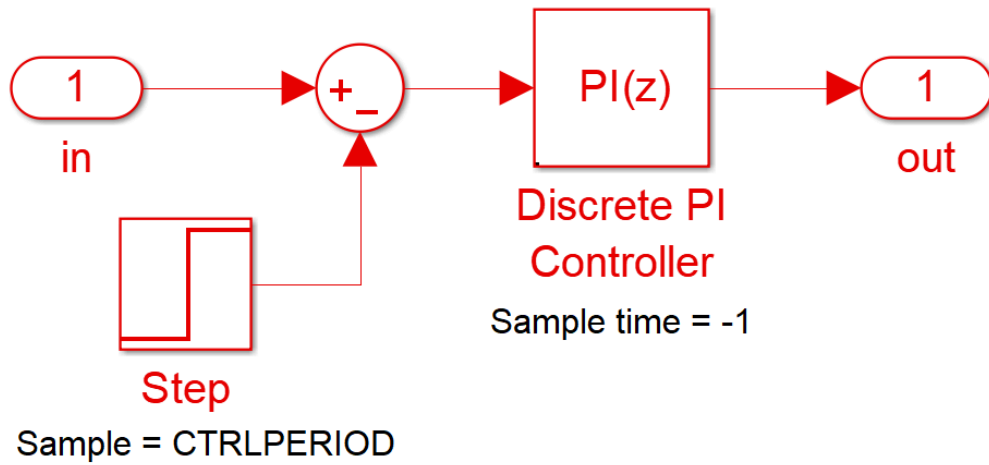 1
in
+
−
PI(z)
Discrete PI
Controller
Sample time = -1
1
out
Step
Sample = CTRLPERIOD